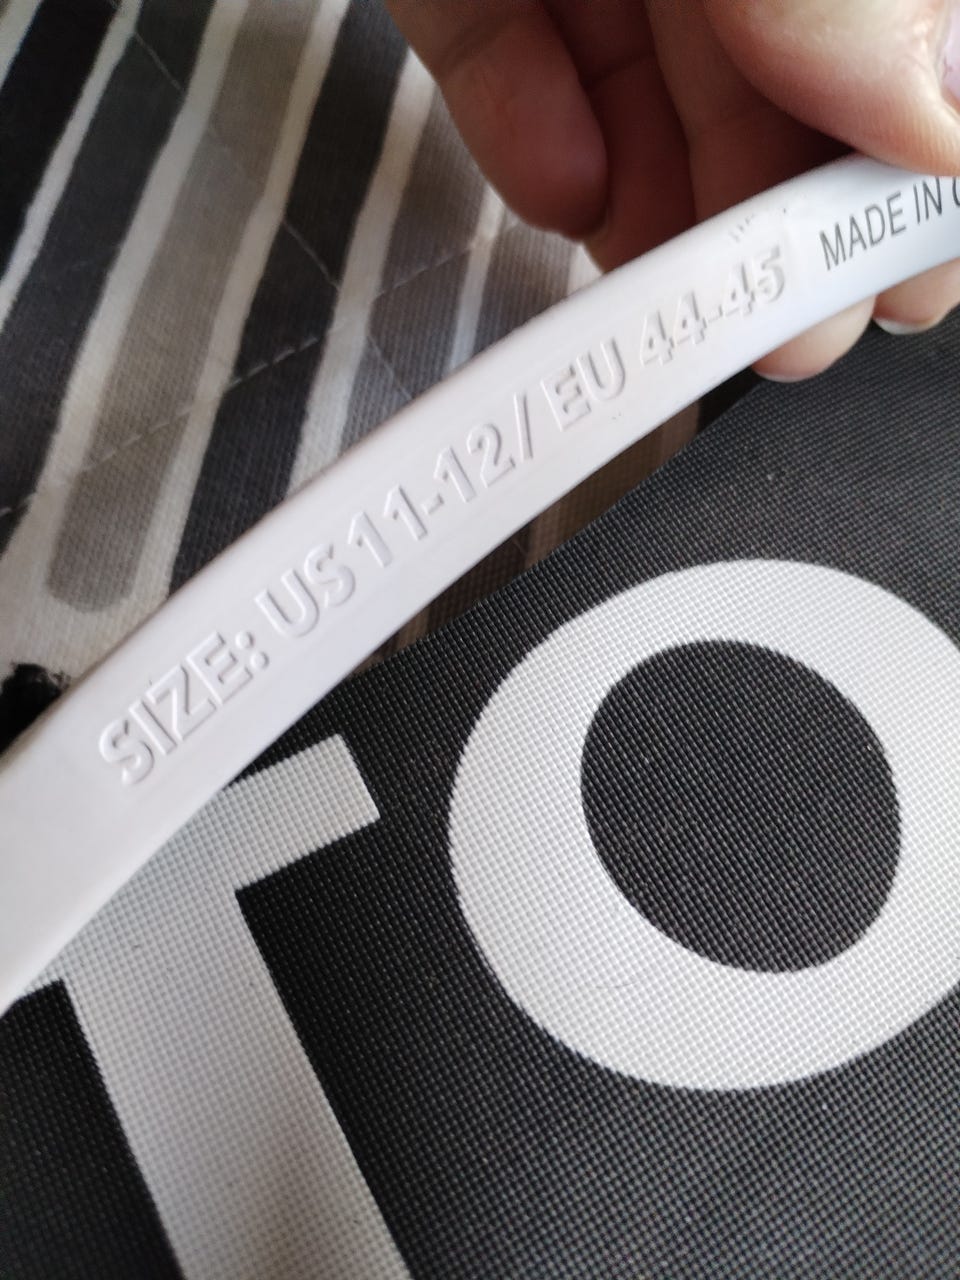 SIZE: US 11-12 / EU 44-45
MADE IN
TO